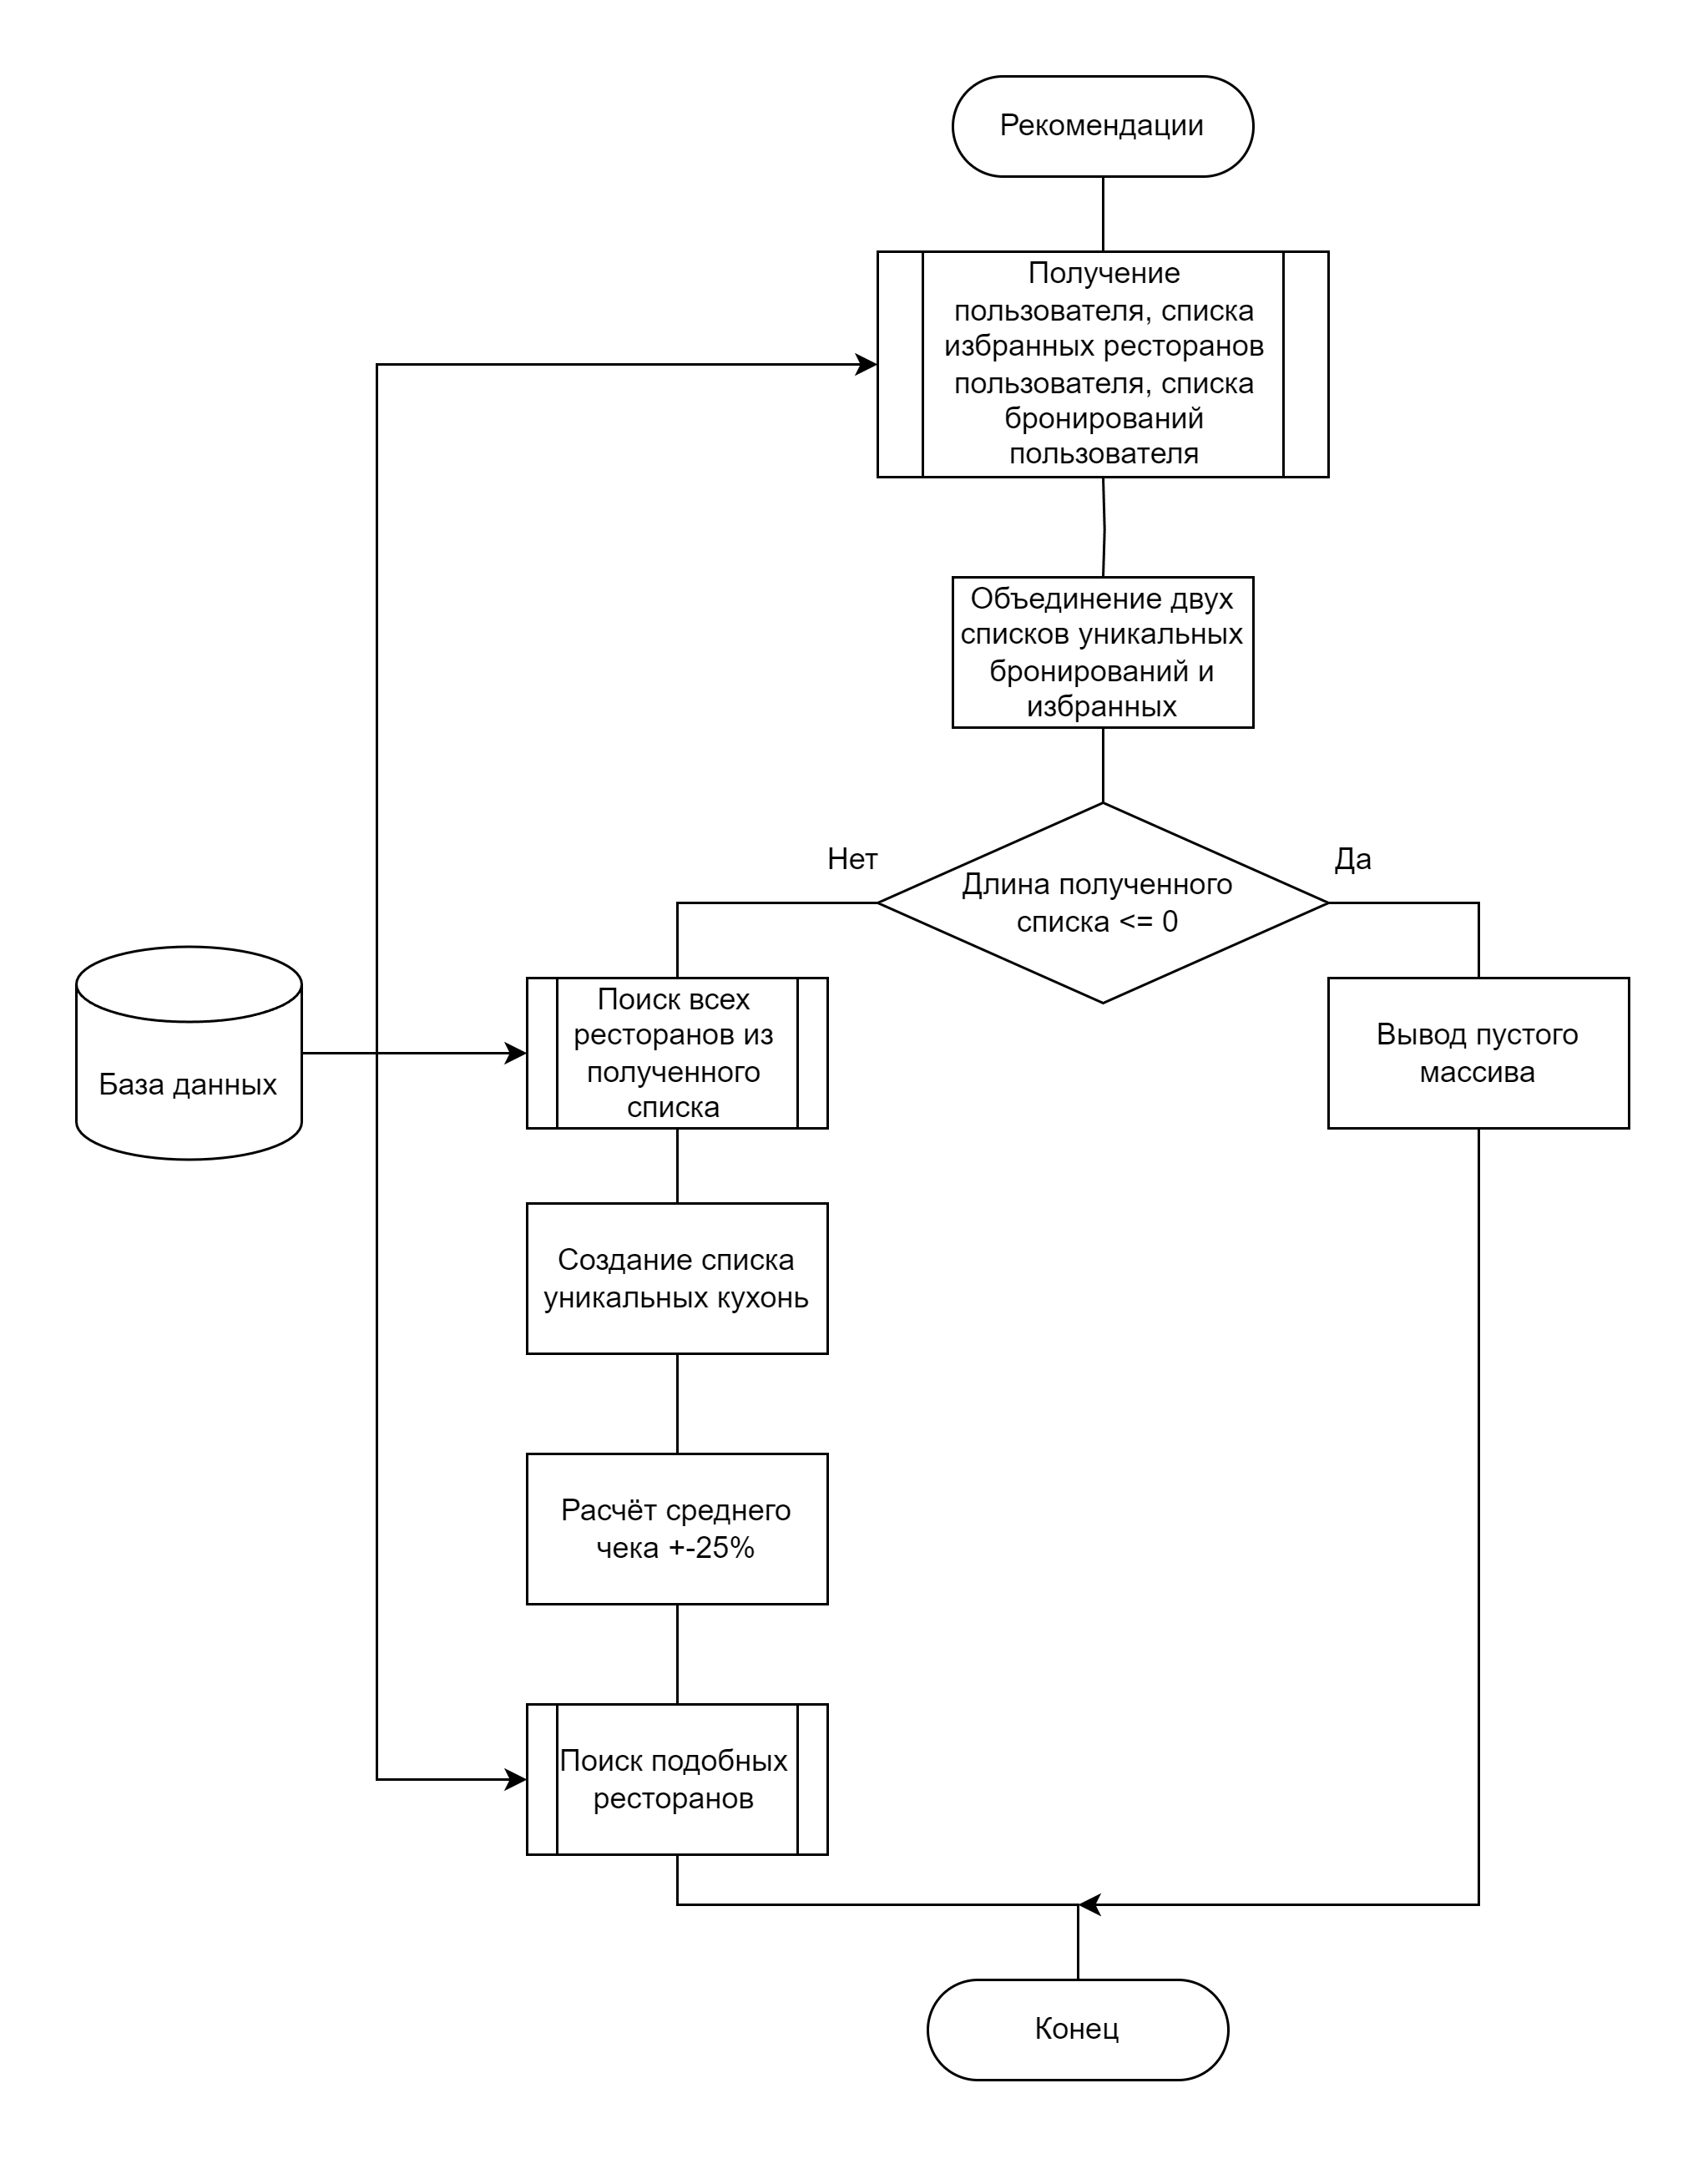 Рекомендации
Получение
пользователя, списка
избранных ресторанов
пользователя, списка
бронирований
пользователя
Объединение двух
списков уникальных
бронирований и
избранных
Нет
Да
Длина полученного
списка <= 0
База данных
Поиск всех
ресторанов из
полученного
списка
Вывод пустого
массива
Создание списка
уникальных кухонь
Расчёт среднего
чека +-25%
Поиск подобных
ресторанов
Конец